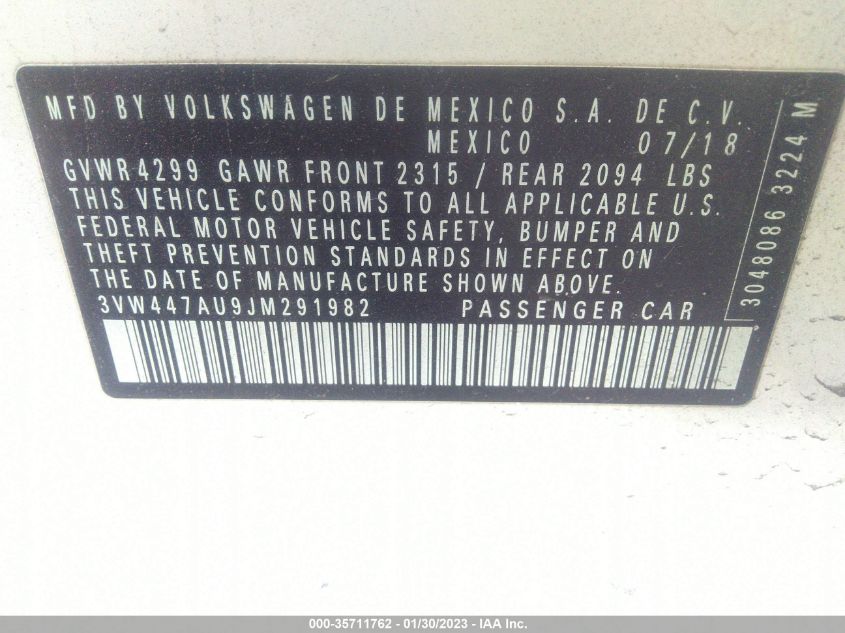 MFD BY VOLKSWAGEN DE MEXICO S.A. DE C.V.
MEXICO 07/18
GVWR 4299 GAWR FRONT 2315 / REAR 2094 LBS
THIS VEHICLE CONFORMS TO ALL APPLICABLE U.S.
FEDERAL MOTOR VEHICLE SAFETY, BUMPER AND
THEFT PREVENTION STANDARDS IN EFFECT ON
THE DATE OF MANUFACTURE SHOWN ABOVE.
3VW447AU9JM291982 PASSENGER CAR
3048086 3224 M
000-35711762 - 01/30/2023 - IAA Inc.